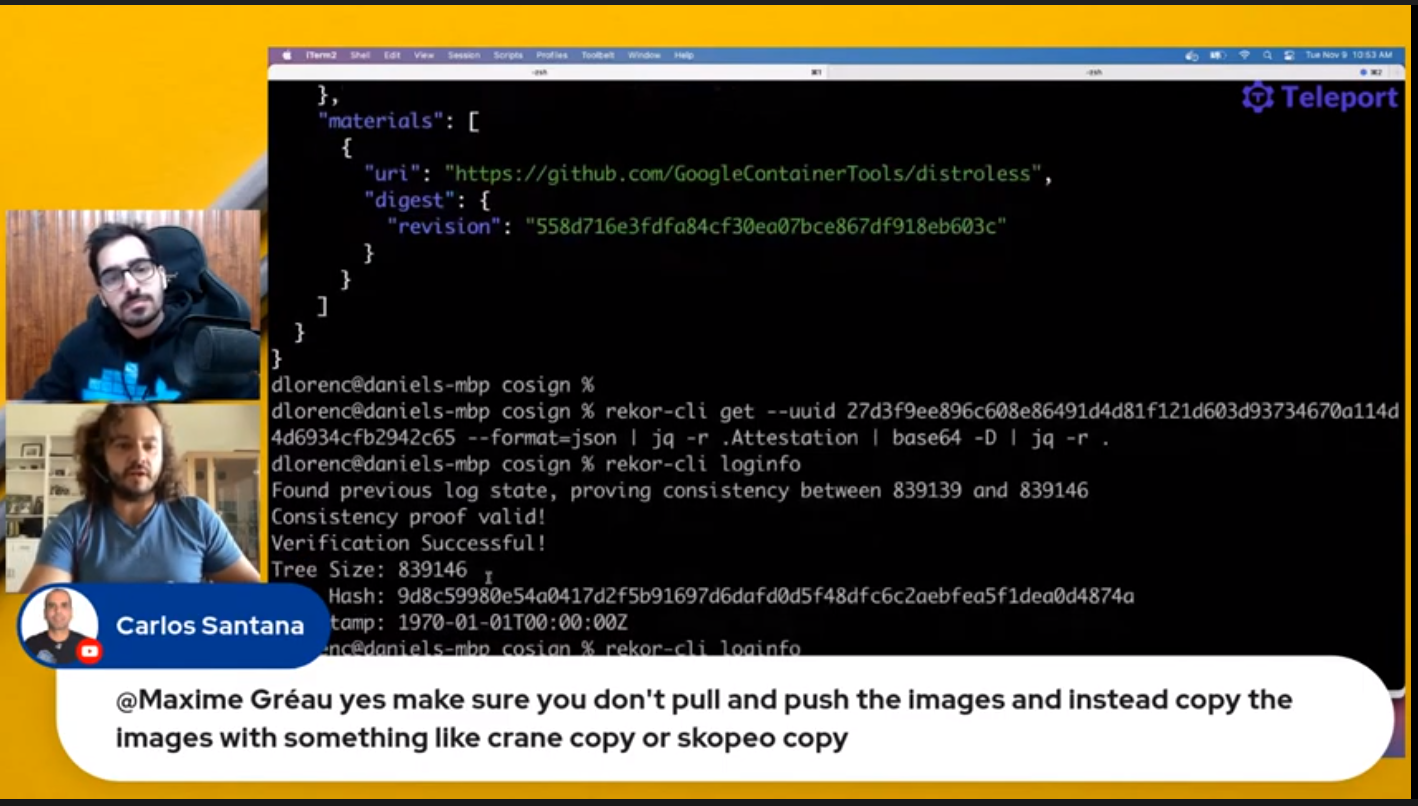 iTerm2 Shell Edit View Session Scripts Profiles Toolbelt Window Help Tue Nov 9 10:53 AM
-zsh ⌘1 -zsh ⌘2
Teleport
},
"materials": [
{
"uri": "https://github.com/GoogleContainerTools/distroless",
"digest": {
"revision": "558d716e3fdfa84cf30ea07bce867df918eb603c"
}
}
]
}
}
dlorenc@daniels-mbp cosign %
dlorenc@daniels-mbp cosign % rekor-cli get --uuid 27d3f9ee896c608e86491d4d81f121d603d93734670a114d
4d6934cfb2942c65 --format=json | jq -r .Attestation | base64 -D | jq -r .
dlorenc@daniels-mbp cosign % rekor-cli loginfo
Found previous log state, proving consistency between 839139 and 839146
Consistency proof valid!
Verification Successful!
Tree Size: 839146
Hash: 9d8c59980e54a0417d2f5b91697d6dafd0d5f48dfc6c2aebfea5f1dea0d4874a
tamp: 1970-01-01T00:00:00Z
enc@daniels-mbp cosign % rekor-cli loginfo
Carlos Santana
@Maxime Gréau yes make sure you don't pull and push the images and instead copy the
images with something like crane copy or skopeo copy